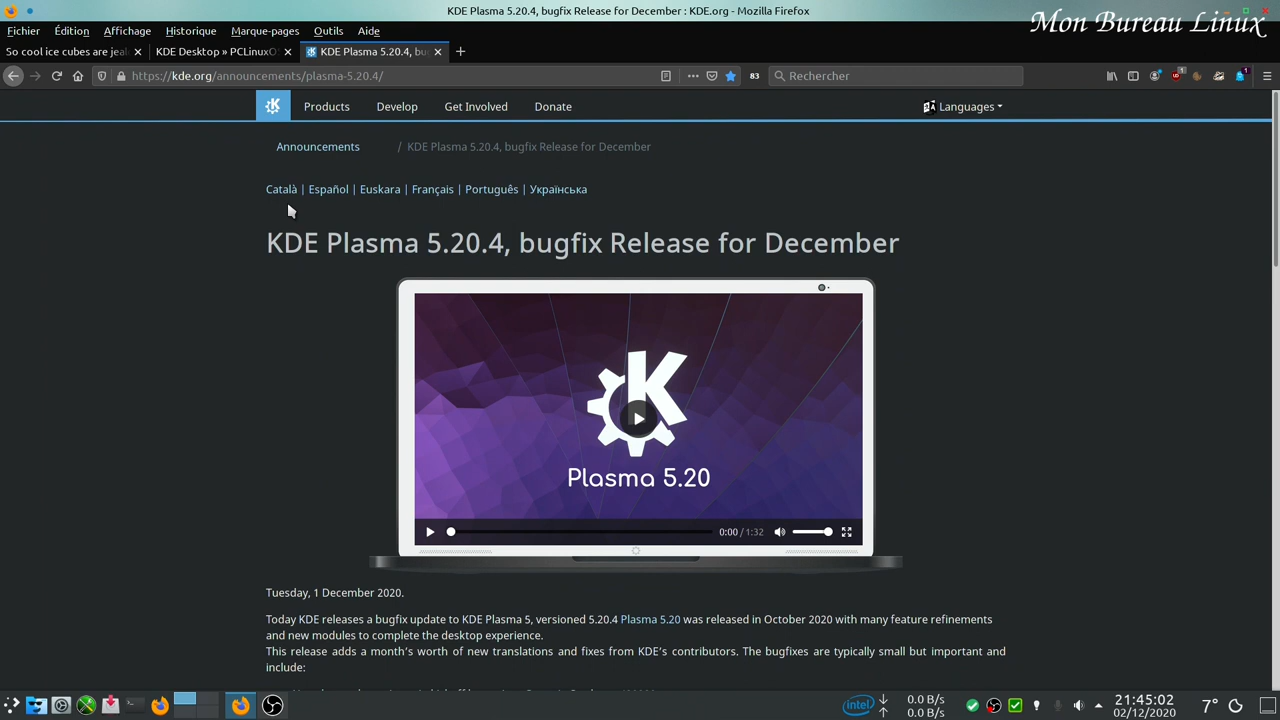 KDE Plasma 5.20.4, bugfix Release for December : KDE.org - Mozilla Firefox
Mon Bureau Linux
Fichier Édition Affichage Historique Marque-pages Outils Aide
So cool ice cubes are jeal
KDE Desktop » PCLinuxO
KDE Plasma 5.20.4, bu
https://kde.org/announcements/plasma-5.20.4/
83
Rechercher
1
1
Products Develop Get Involved Donate
Languages
Announcements / KDE Plasma 5.20.4, bugfix Release for December
Català | Español | Euskara | Français | Português | Українська
KDE Plasma 5.20.4, bugfix Release for December
Plasma 5.20
0:00 / 1:32
Tuesday, 1 December 2020.
Today KDE releases a bugfix update to KDE Plasma 5, versioned 5.20.4 Plasma 5.20 was released in October 2020 with many feature refinements
and new modules to complete the desktop experience.
This release adds a month's worth of new translations and fixes from KDE's contributors. The bugfixes are typically small but important and
include:
intel
0.0 B/s
0.0 B/s
21:45:02
02/12/2020
7°